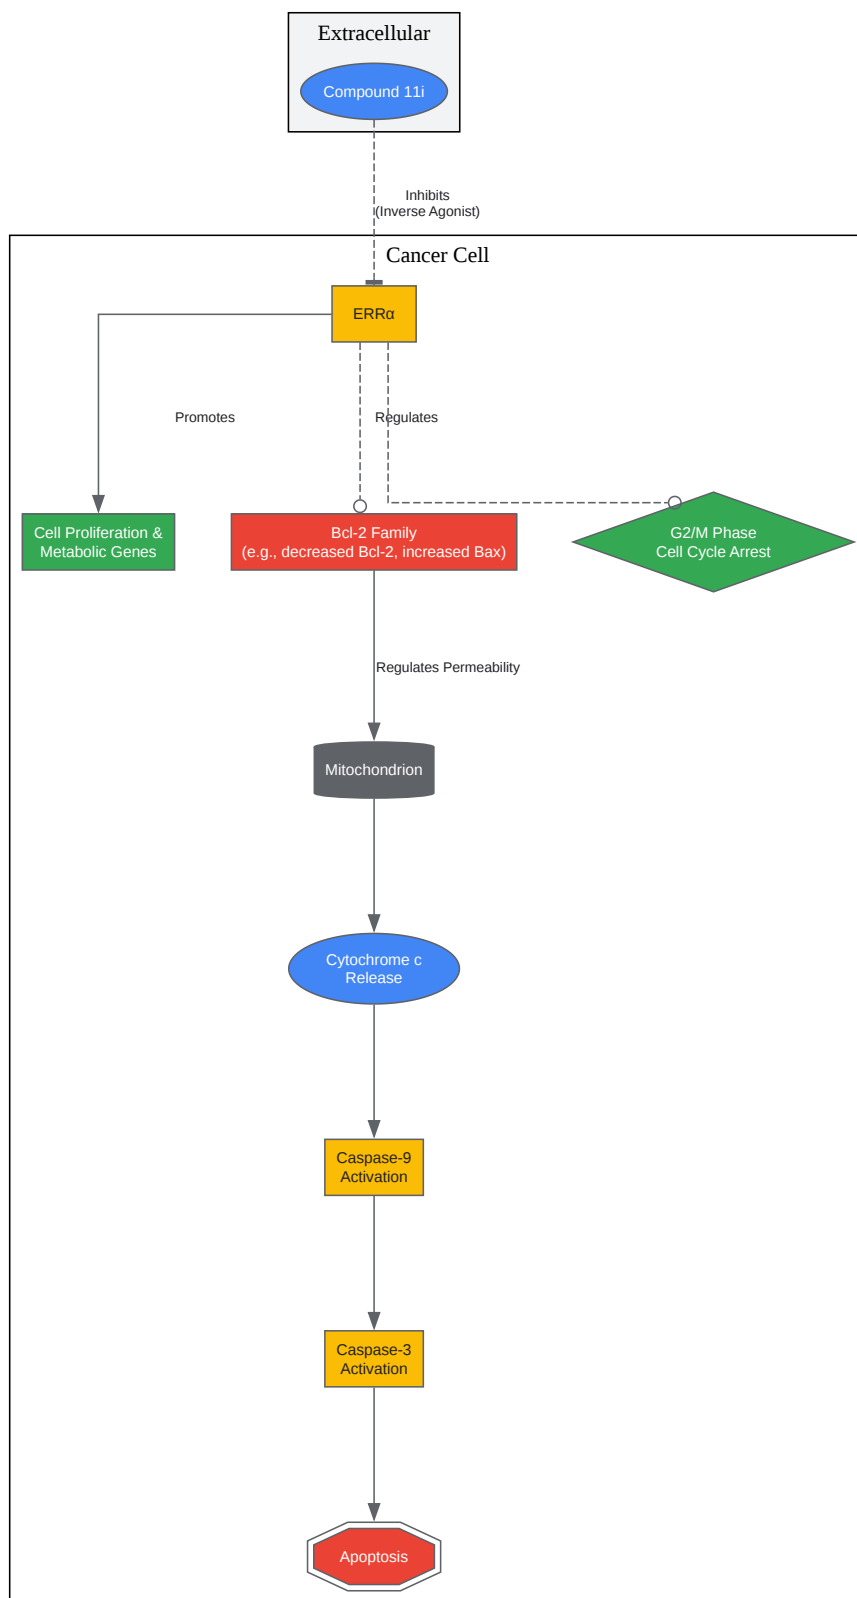 Extracellular
Compound 11i
Inhibits
(Inverse Agonist)
Cancer Cell
ERRα
Promotes
Regulates
Cell Proliferation &
Metabolic Genes
Bcl-2 Family
(e.g., decreased Bcl-2, increased Bax)
G2/M Phase
Cell Cycle Arrest
Regulates Permeability
Mitochondrion
Cytochrome c
Release
Caspase-9
Activation
Caspase-3
Activation
Apoptosis